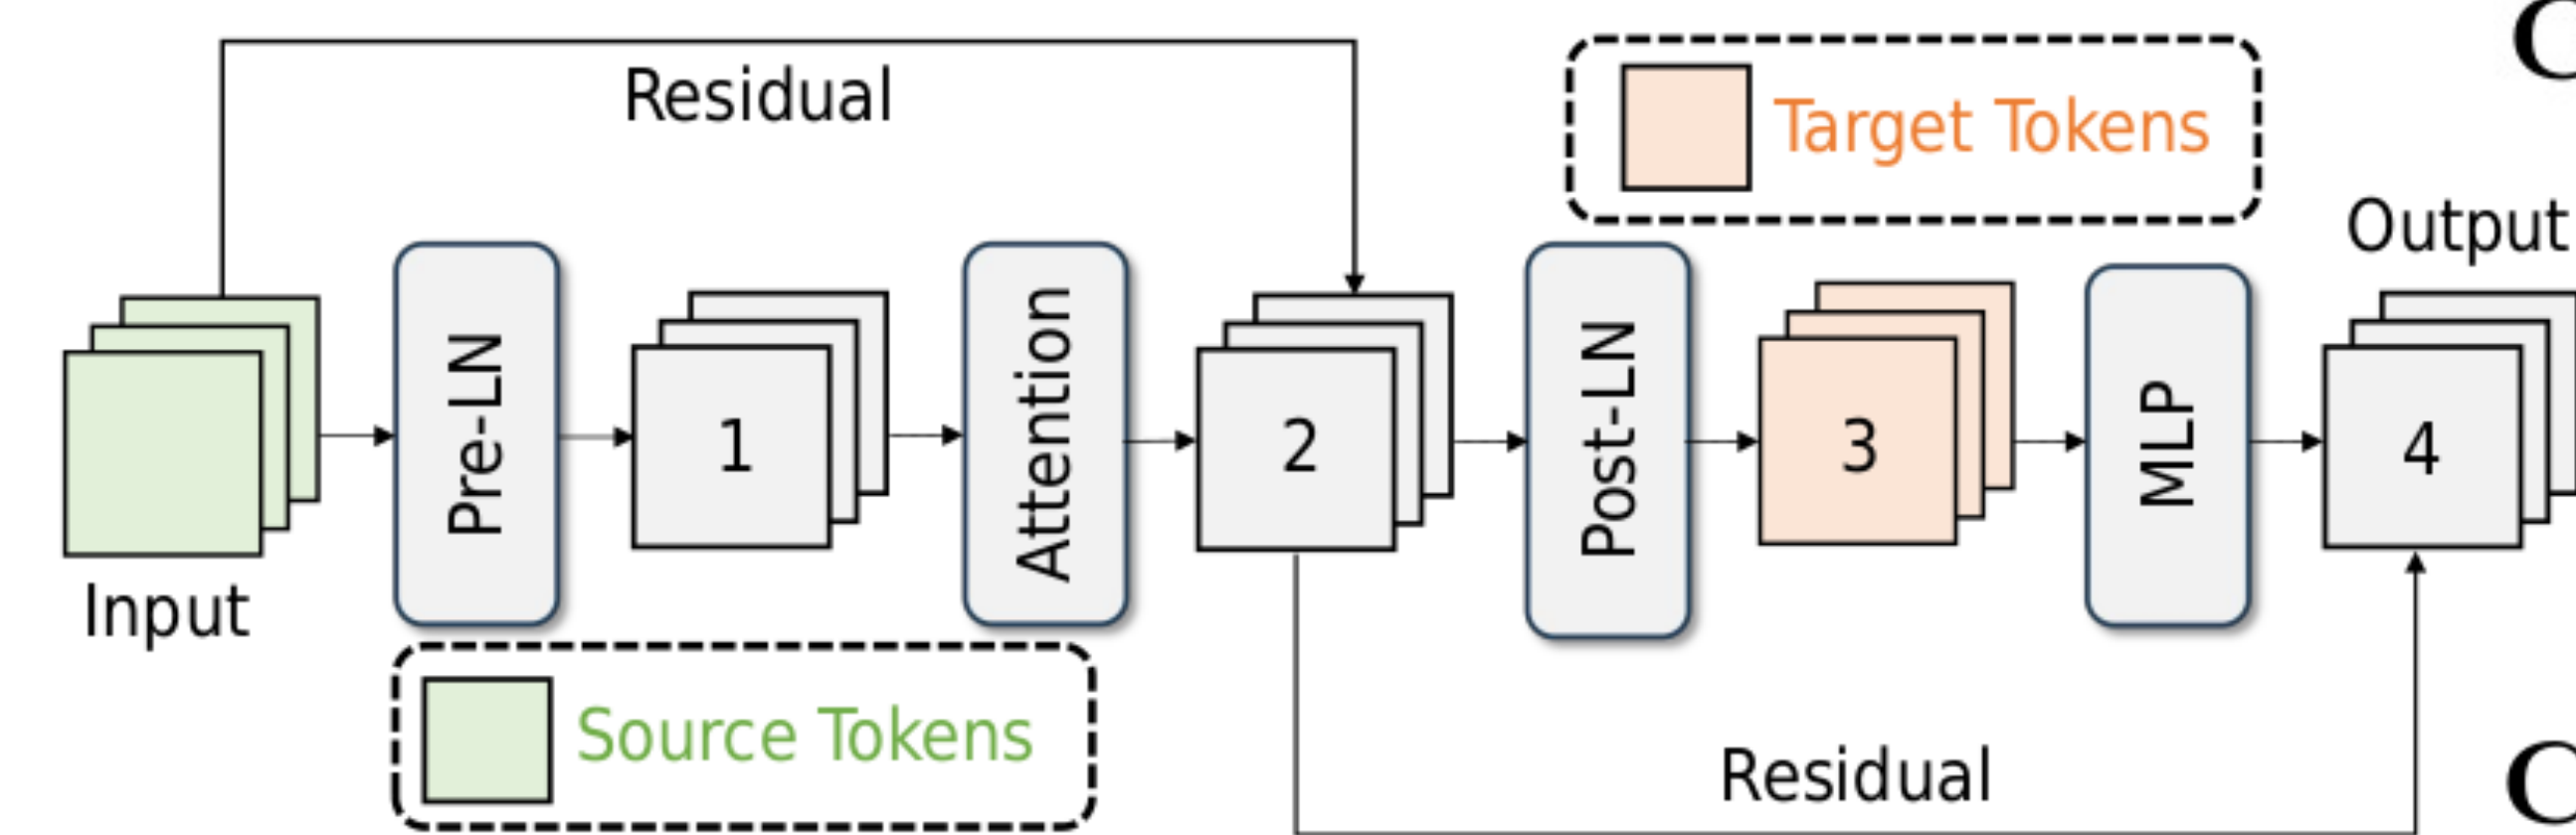 Residual
Target Tokens
Output
Pre-LN
1
Attention
2
Post-LN
3
MLP
4
Input
Source Tokens
Residual